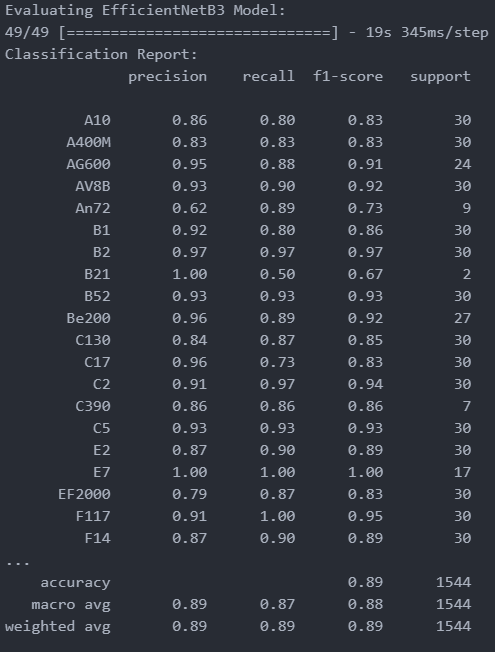 Evaluating EfficientNetB3 Model:
49/49 [==============================] - 19s 345ms/step
Classification Report:
precision recall f1-score support
A10 0.86 0.80 0.83 30
A400M 0.83 0.83 0.83 30
AG600 0.95 0.88 0.91 24
AV8B 0.93 0.90 0.92 30
An72 0.62 0.89 0.73 9
B1 0.92 0.80 0.86 30
B2 0.97 0.97 0.97 30
B21 1.00 0.50 0.67 2
B52 0.93 0.93 0.93 30
Be200 0.96 0.89 0.92 27
C130 0.84 0.87 0.85 30
C17 0.96 0.73 0.83 30
C2 0.91 0.97 0.94 30
C390 0.86 0.86 0.86 7
C5 0.93 0.93 0.93 30
E2 0.87 0.90 0.89 30
E7 1.00 1.00 1.00 17
EF2000 0.79 0.87 0.83 30
F117 0.91 1.00 0.95 30
F14 0.87 0.90 0.89 30
...
accuracy 0.89 1544
macro avg 0.89 0.87 0.88 1544
weighted avg 0.89 0.89 0.89 1544